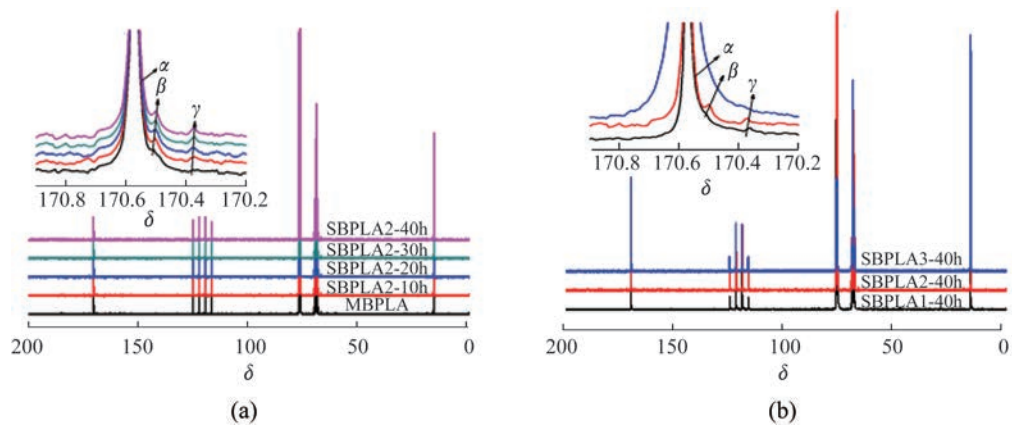 α
β
γ
170.8 170.6 170.4 170.2
δ
SBPLA2-40h
SBPLA2-30h
SBPLA2-20h
SBPLA2-10h
MBPLA
200 150 100 50 0
δ
(a)
α
β
γ
170.8 170.6 170.4 170.2
δ
SBPLA3-40h
SBPLA2-40h
SBPLA1-40h
200 150 100 50 0
δ
(b)